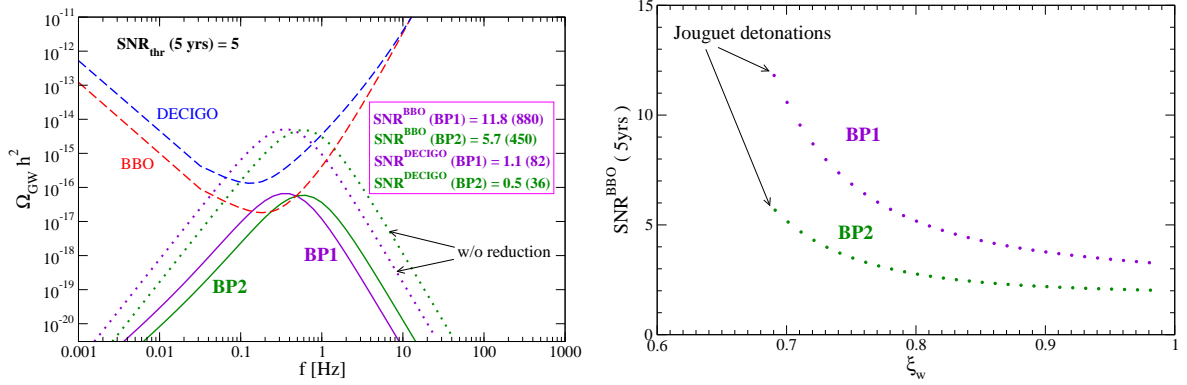 10^-11
10^-12
10^-13
10^-14
10^-15
10^-16
10^-17
10^-18
10^-19
10^-20
Ω_GW h^2
SNR_thr (5 yrs) = 5
DECIGO
BBO
SNR^BBO (BP1) = 11.8 (880)
SNR^BBO (BP2) = 5.7 (450)
SNR^DECIGO (BP1) = 1.1 (82)
SNR^DECIGO (BP2) = 0.5 (36)
BP1
BP2
w/o reduction
0.001 0.01 0.1 1 10 100 1000
f [Hz]
15
10
5
0
SNR^BBO ( 5yrs)
Jouguet detonations
BP1
BP2
0.6 0.7 0.8 0.9 1
ξ_w